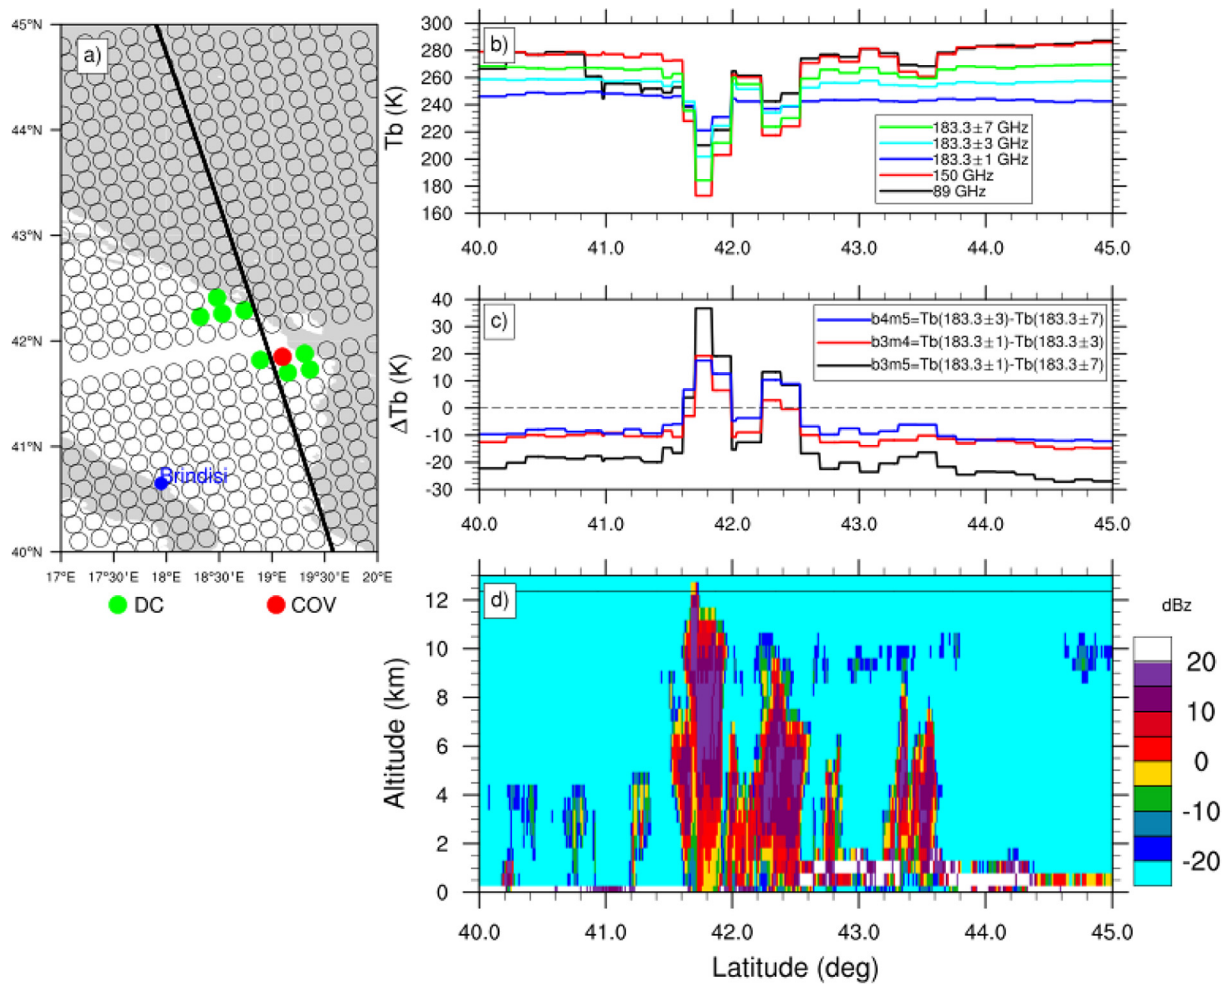 a)
45°N
44°N
43°N
42°N
41°N
40°N
Brindisi
17°E 17°30'E 18°E 18°30'E 19°E 19°30'E 20°E
DC COV
b)
Tb (K)
300
280
260
240
220
200
180
160
183.3±7 GHz
183.3±3 GHz
183.3±1 GHz
150 GHz
89 GHz
40.0 41.0 42.0 43.0 44.0 45.0
c)
ΔTb (K)
40
30
20
10
0
-10
-20
-30
b4m5=Tb(183.3±3)-Tb(183.3±7)
b3m4=Tb(183.3±1)-Tb(183.3±3)
b3m5=Tb(183.3±1)-Tb(183.3±7)
40.0 41.0 42.0 43.0 44.0 45.0
d)
Altitude (km)
12
10
8
6
4
2
0
40.0 41.0 42.0 43.0 44.0 45.0
Latitude (deg)
dBz
20
10
0
-10
-20